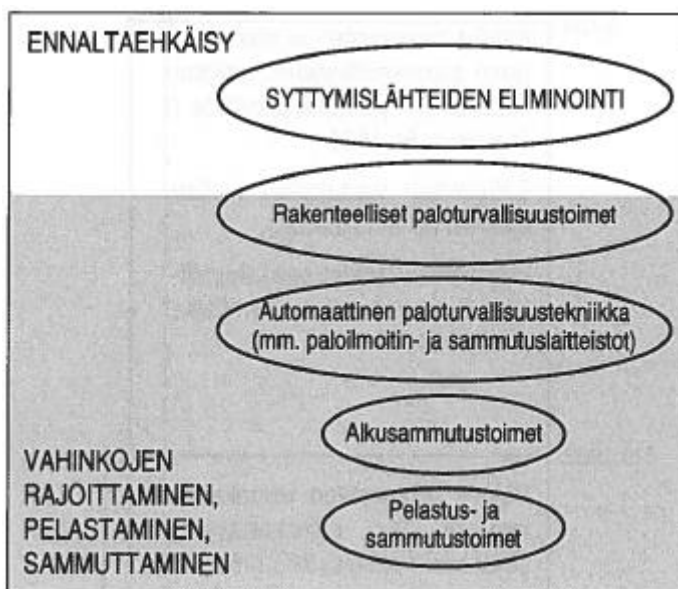 ENNALTAEHKÄISY
SYTTYMISLÄHTEIDEN ELIMINOINTI
Rakenteelliset paloturvallisuustoimet
Automaattinen paloturvallisuustekniikka
(mm. paloilmoitin- ja sammutuslaitteistot)
Alkusammutustoimet
VAHINKOJEN
RAJOITTAMINEN,
PELASTAMINEN,
SAMMUTTAMINEN
Pelastus- ja
sammutustoimet